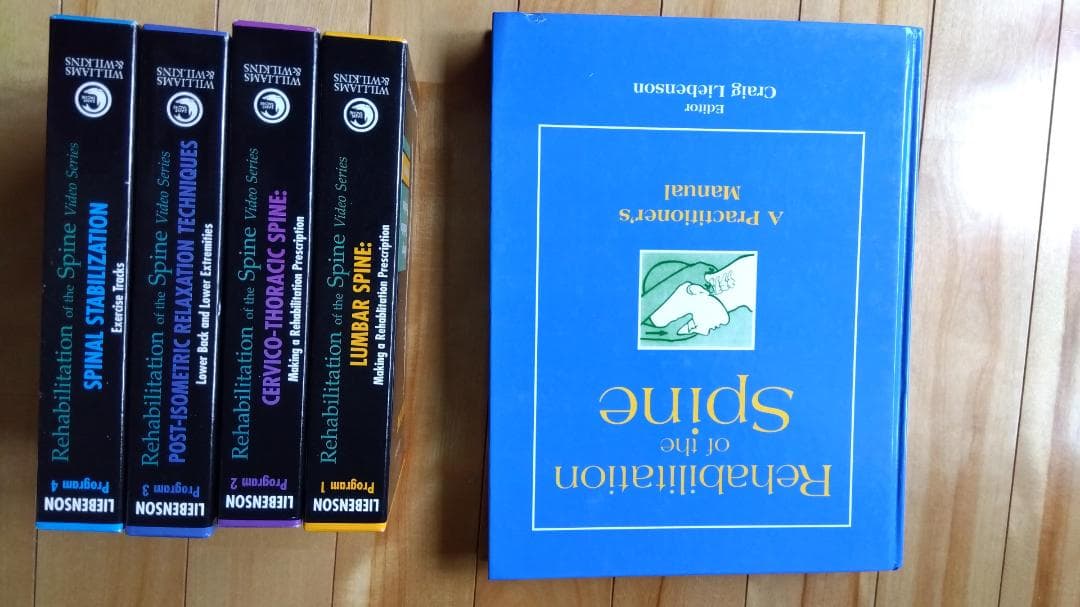 Rehabilitation
of the
Spine
A Practitioner's
Manual
Editor
Craig Liebenson
LIEBENSON
Program 1
Rehabilitation of the Spine Video Series
LUMBAR SPINE:
Making a Rehabilitation Prescription
WILLIAMS
& WILKINS
LIEBENSON
Program 2
Rehabilitation of the Spine Video Series
CERVICO-THORACIC SPINE:
Making a Rehabilitation Prescription
WILLIAMS
& WILKINS
LIEBENSON
Program 3
Rehabilitation of the Spine Video Series
POST-ISOMETRIC RELAXATION TECHNIQUES
Lower Back and Lower Extremities
WILLIAMS
& WILKINS
LIEBENSON
Program 4
Rehabilitation of the Spine Video Series
SPINAL STABILIZATION
Exercise Tracks
WILLIAMS
& WILKINS